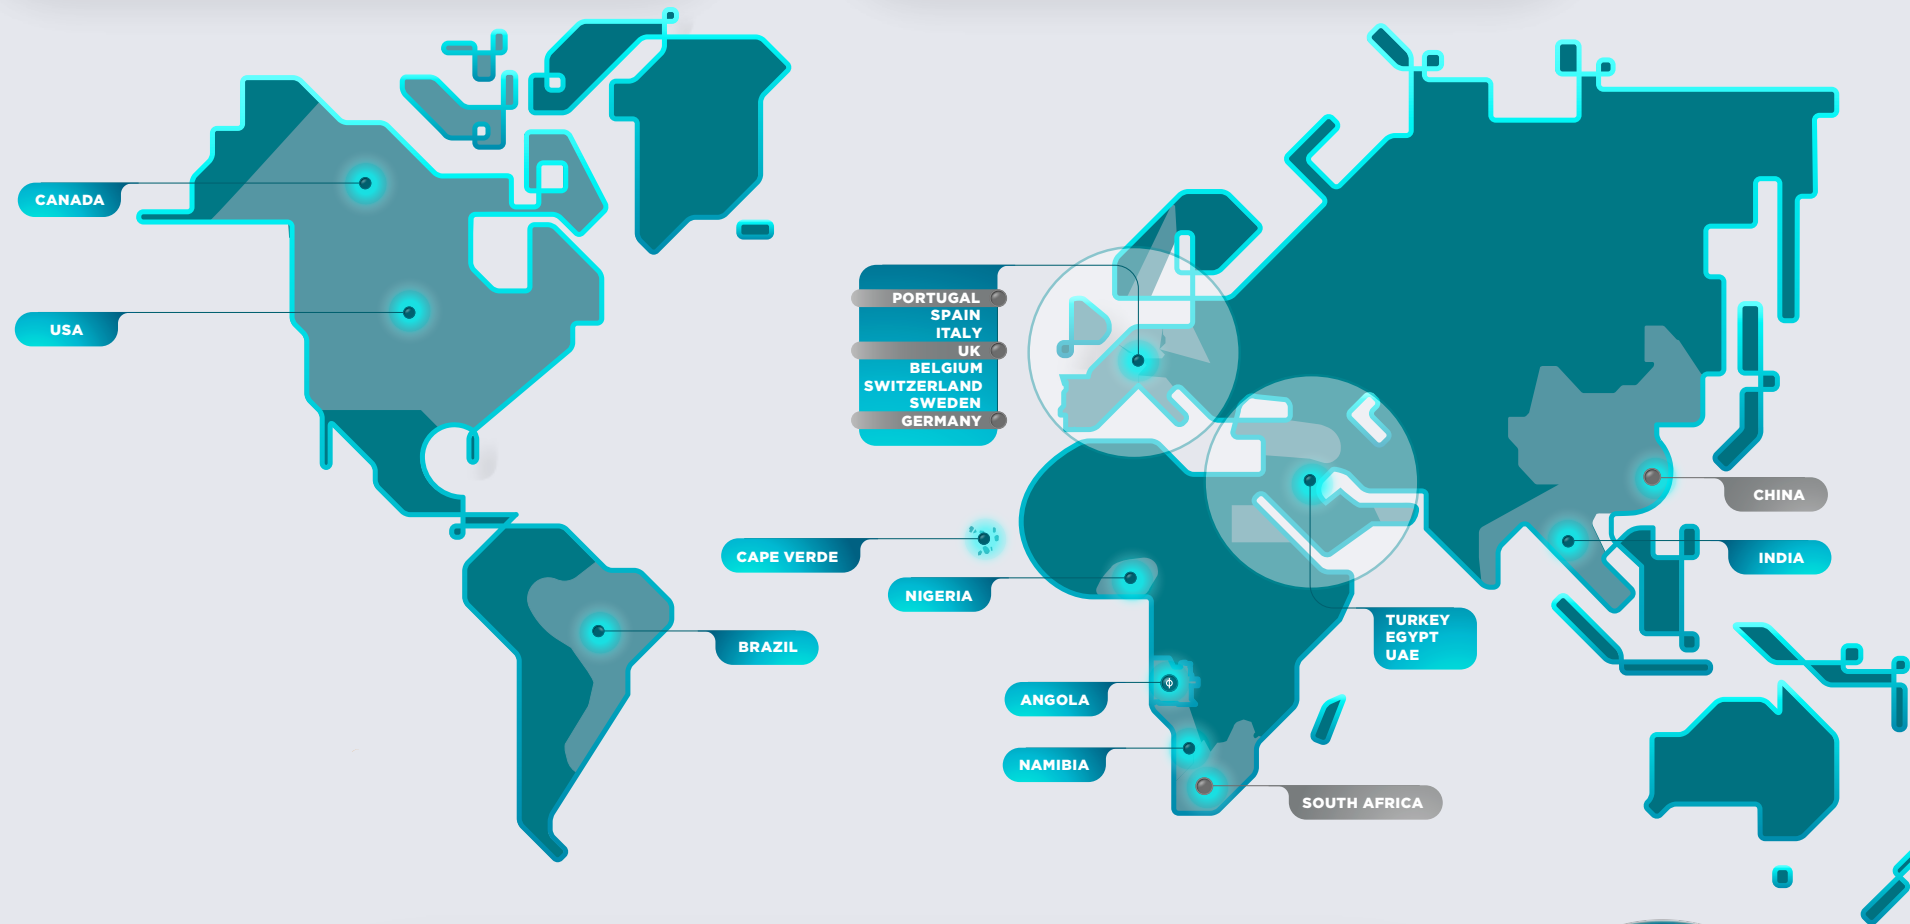 CANADA
USA
PORTUGAL
SPAIN
ITALY
UK
BELGIUM
SWITZERLAND
SWEDEN
GERMANY
CHINA
CAPE VERDE
INDIA
NIGERIA
BRAZIL
TURKEY
EGYPT
UAE
ANGOLA
NAMIBIA
SOUTH AFRICA